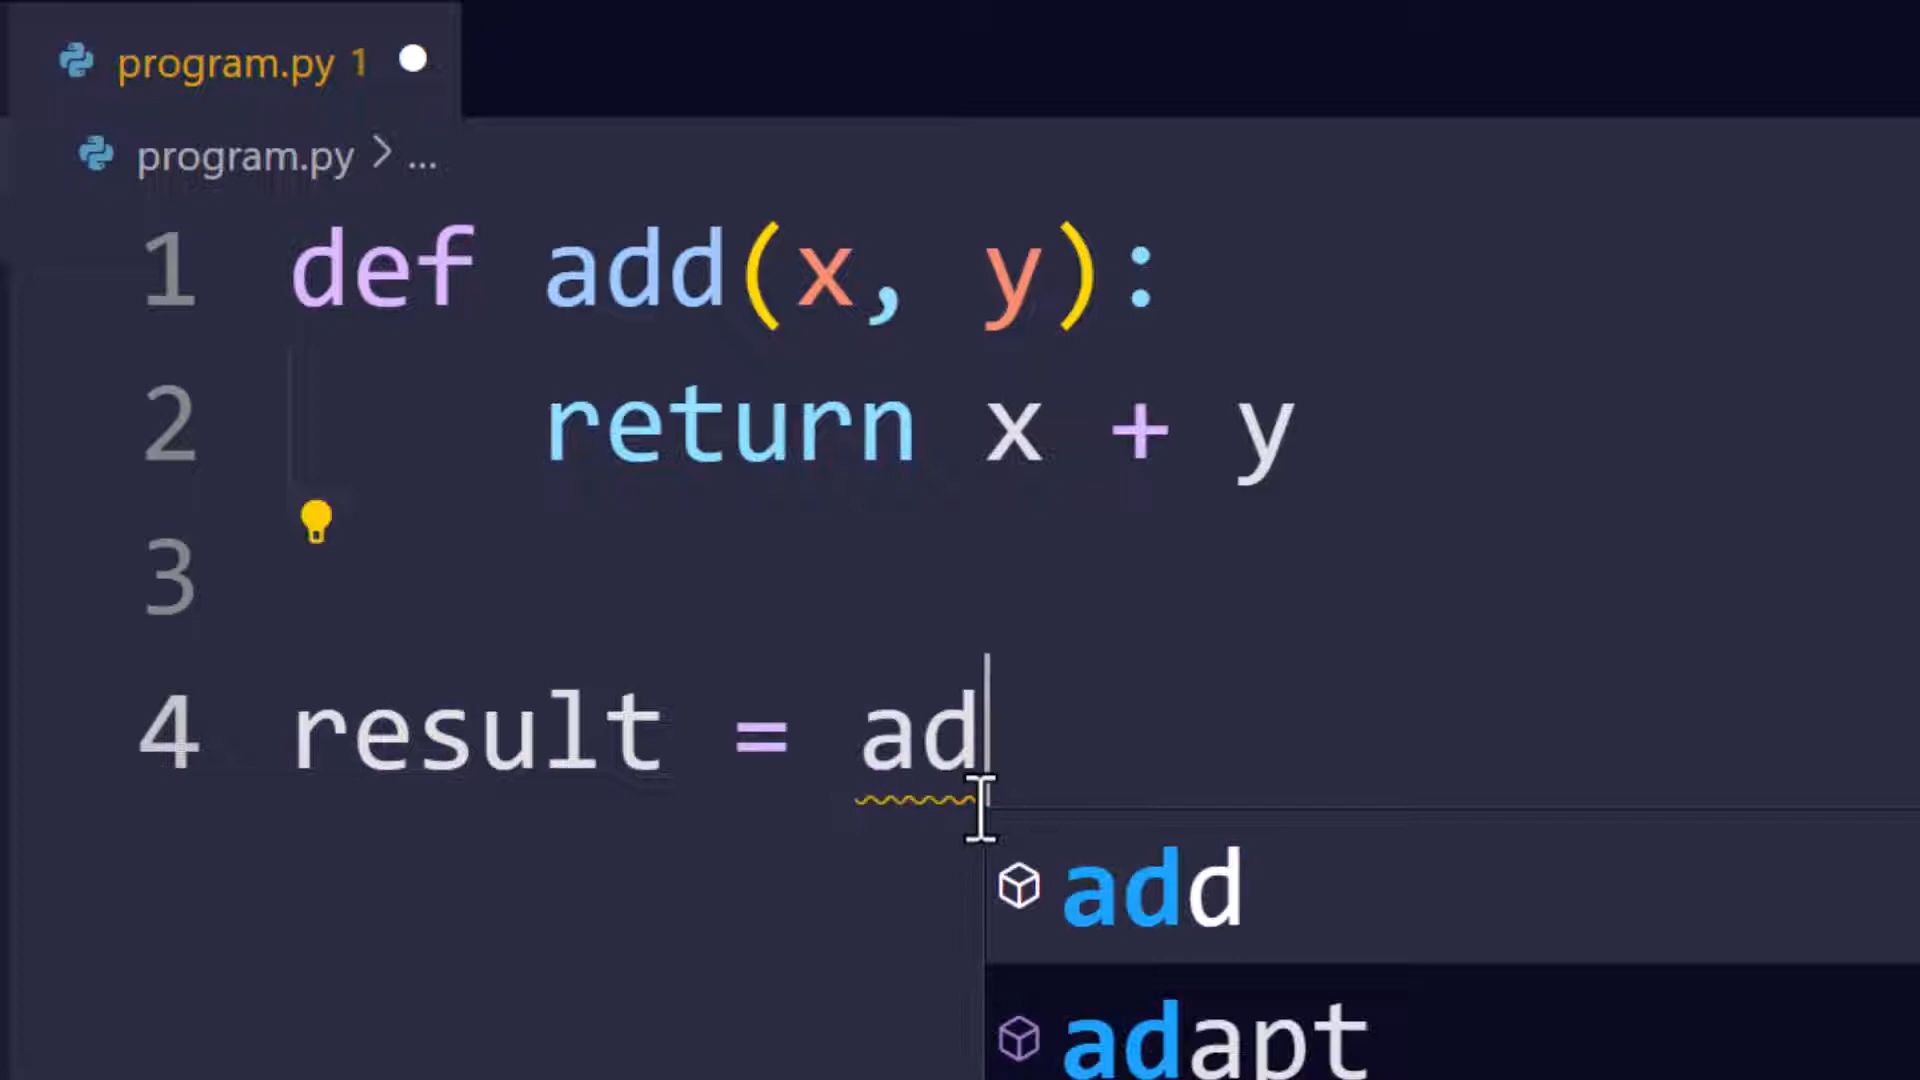 program.py 1
program.py > ...
1 def add(x, y):
2     return x + y
3
4 result = ad
add
adapt